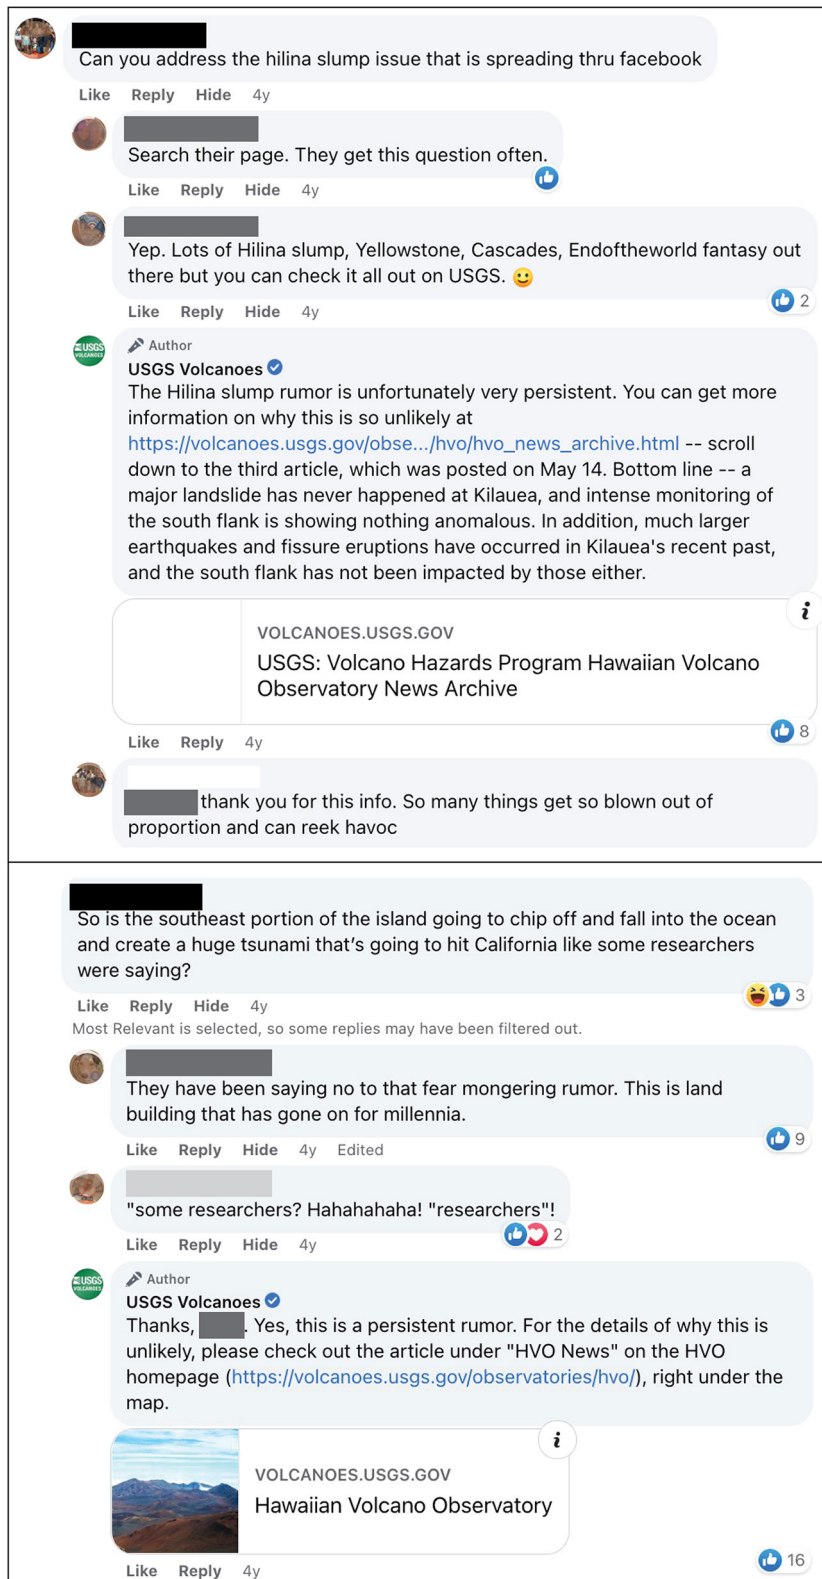 Can you address the hilina slump issue that is spreading thru facebook
Like Reply Hide 4y
Search their page. They get this question often.
Like Reply Hide 4y
Yep. Lots of Hilina slump, Yellowstone, Cascades, Endoftheworld fantasy out
there but you can check it all out on USGS. 🙂
2
Like Reply Hide 4y
USGS
VOLCANOES
Author
USGS Volcanoes
The Hilina slump rumor is unfortunately very persistent. You can get more
information on why this is so unlikely at
https://volcanoes.usgs.gov/obse.../hvo/hvo_news_archive.html -- scroll
down to the third article, which was posted on May 14. Bottom line -- a
major landslide has never happened at Kilauea, and intense monitoring of
the south flank is showing nothing anomalous. In addition, much larger
earthquakes and fissure eruptions have occurred in Kilauea's recent past,
and the south flank has not been impacted by those either.
i
VOLCANOES.USGS.GOV
USGS: Volcano Hazards Program Hawaiian Volcano
Observatory News Archive
8
Like Reply 4y
thank you for this info. So many things get so blown out of
proportion and can reek havoc
So is the southeast portion of the island going to chip off and fall into the ocean
and create a huge tsunami that’s going to hit California like some researchers
were saying?
3
Like Reply Hide 4y
Most Relevant is selected, so some replies may have been filtered out.
They have been saying no to that fear mongering rumor. This is land
building that has gone on for millennia.
9
Like Reply Hide 4y Edited
"some researchers? Hahahahaha! "researchers"!
2
Like Reply Hide 4y
USGS
VOLCANOES
Author
USGS Volcanoes
Thanks, . Yes, this is a persistent rumor. For the details of why this is
unlikely, please check out the article under "HVO News" on the HVO
homepage (https://volcanoes.usgs.gov/observatories/hvo/), right under the
map.
i
VOLCANOES.USGS.GOV
Hawaiian Volcano Observatory
16
Like Reply 4y